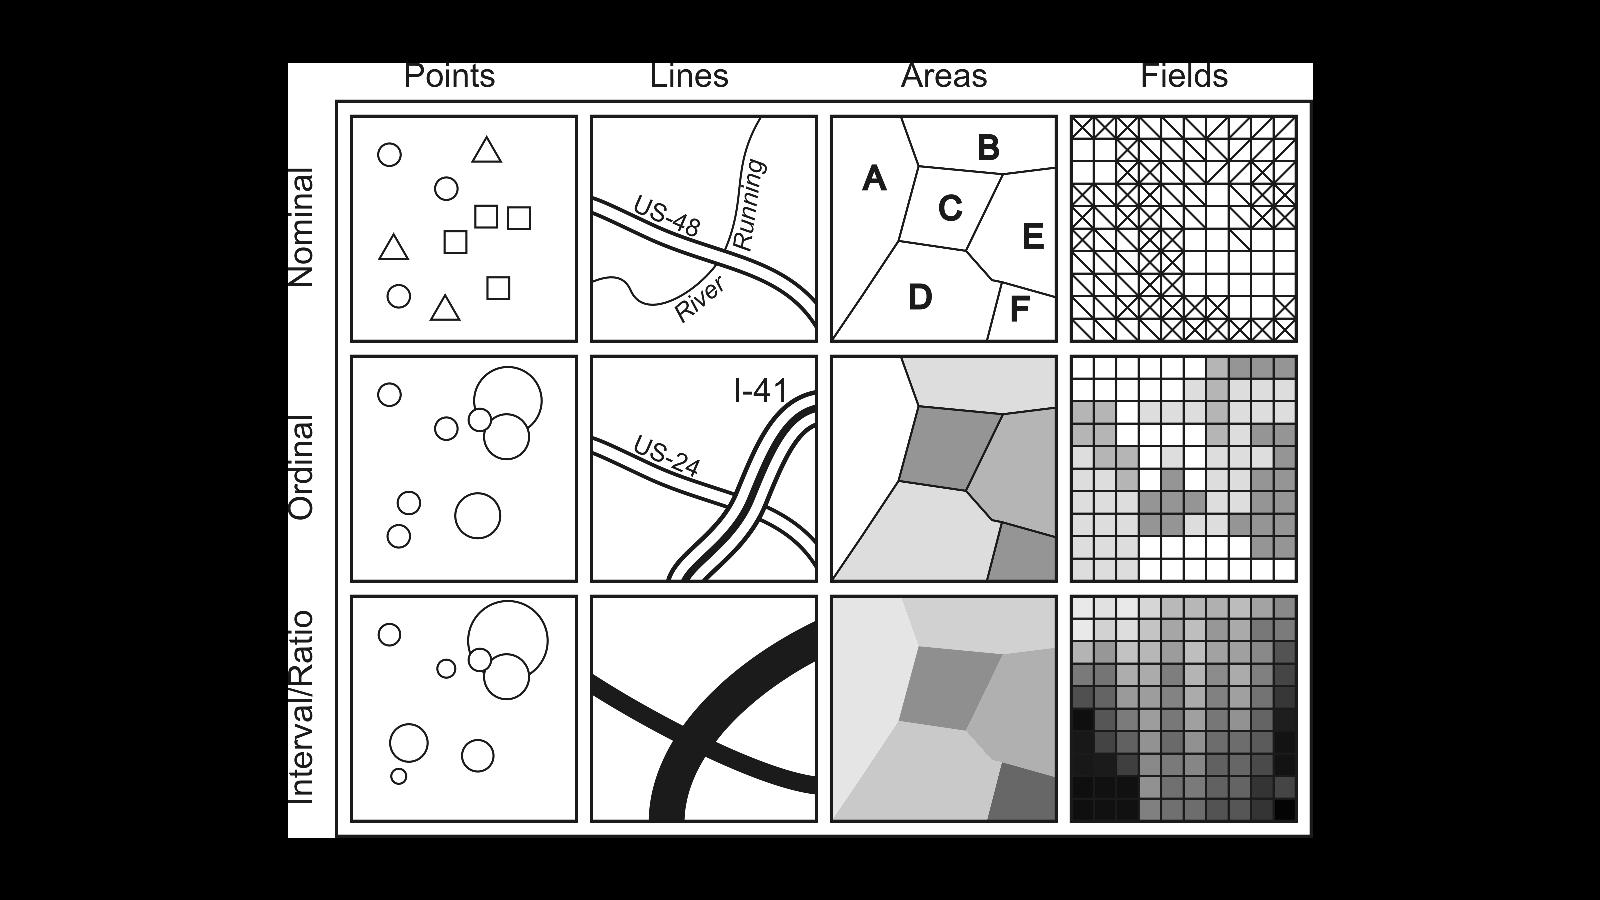 Points
Lines
Areas
Fields
Nominal
US-48
Running
River
A
B
C
D
E
F
Ordinal
I-41
US-24
Interval/Ratio